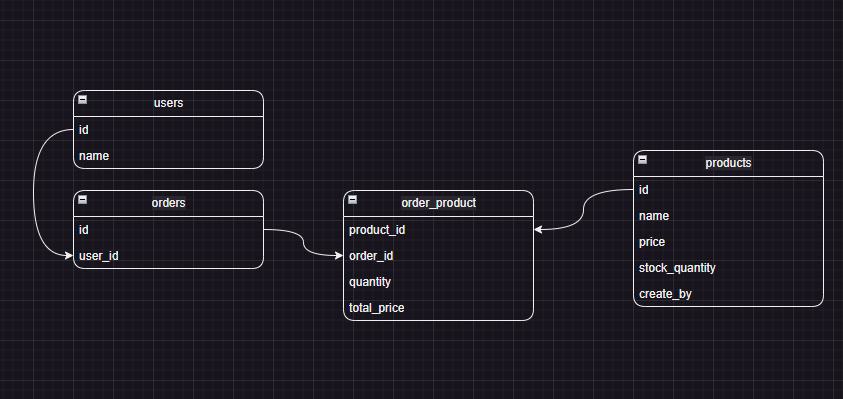 users
id
name
orders
id
user_id
order_product
product_id
order_id
quantity
total_price
products
id
name
price
stock_quantity
create_by